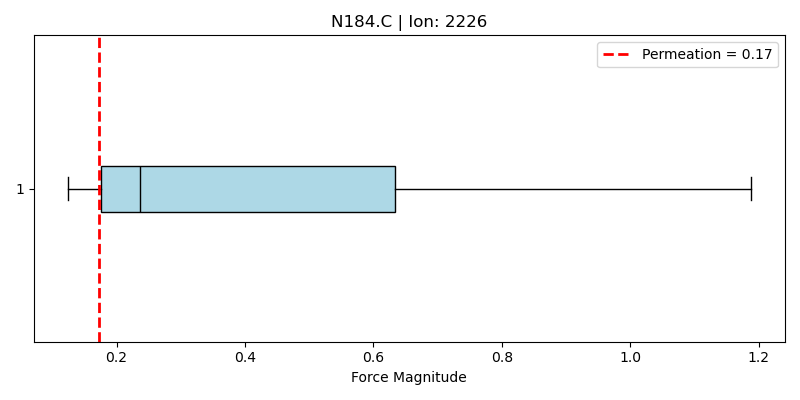 N184.C | Ion: 2226
Permeation = 0.17
1
0.2 0.4 0.6 0.8 1.0 1.2
Force Magnitude